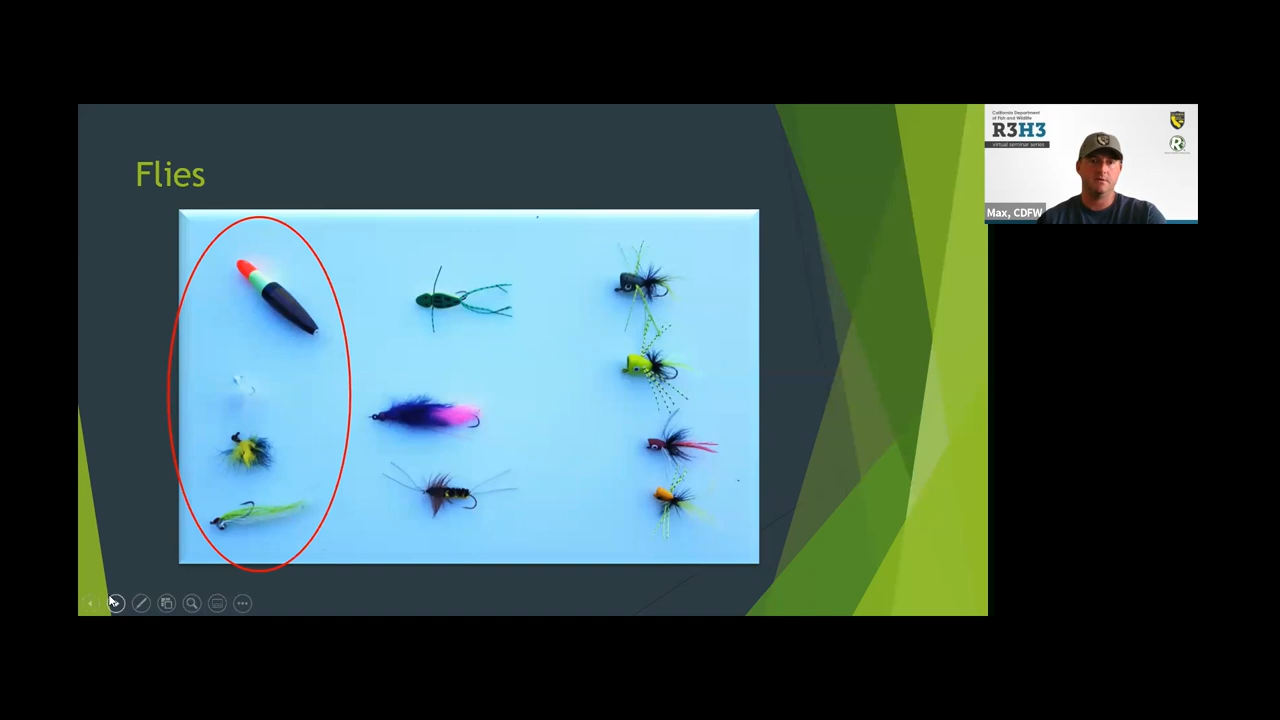 Flies
California Department
of Fish and Wildlife
R3H3
virtual seminar series
Max, CDFW